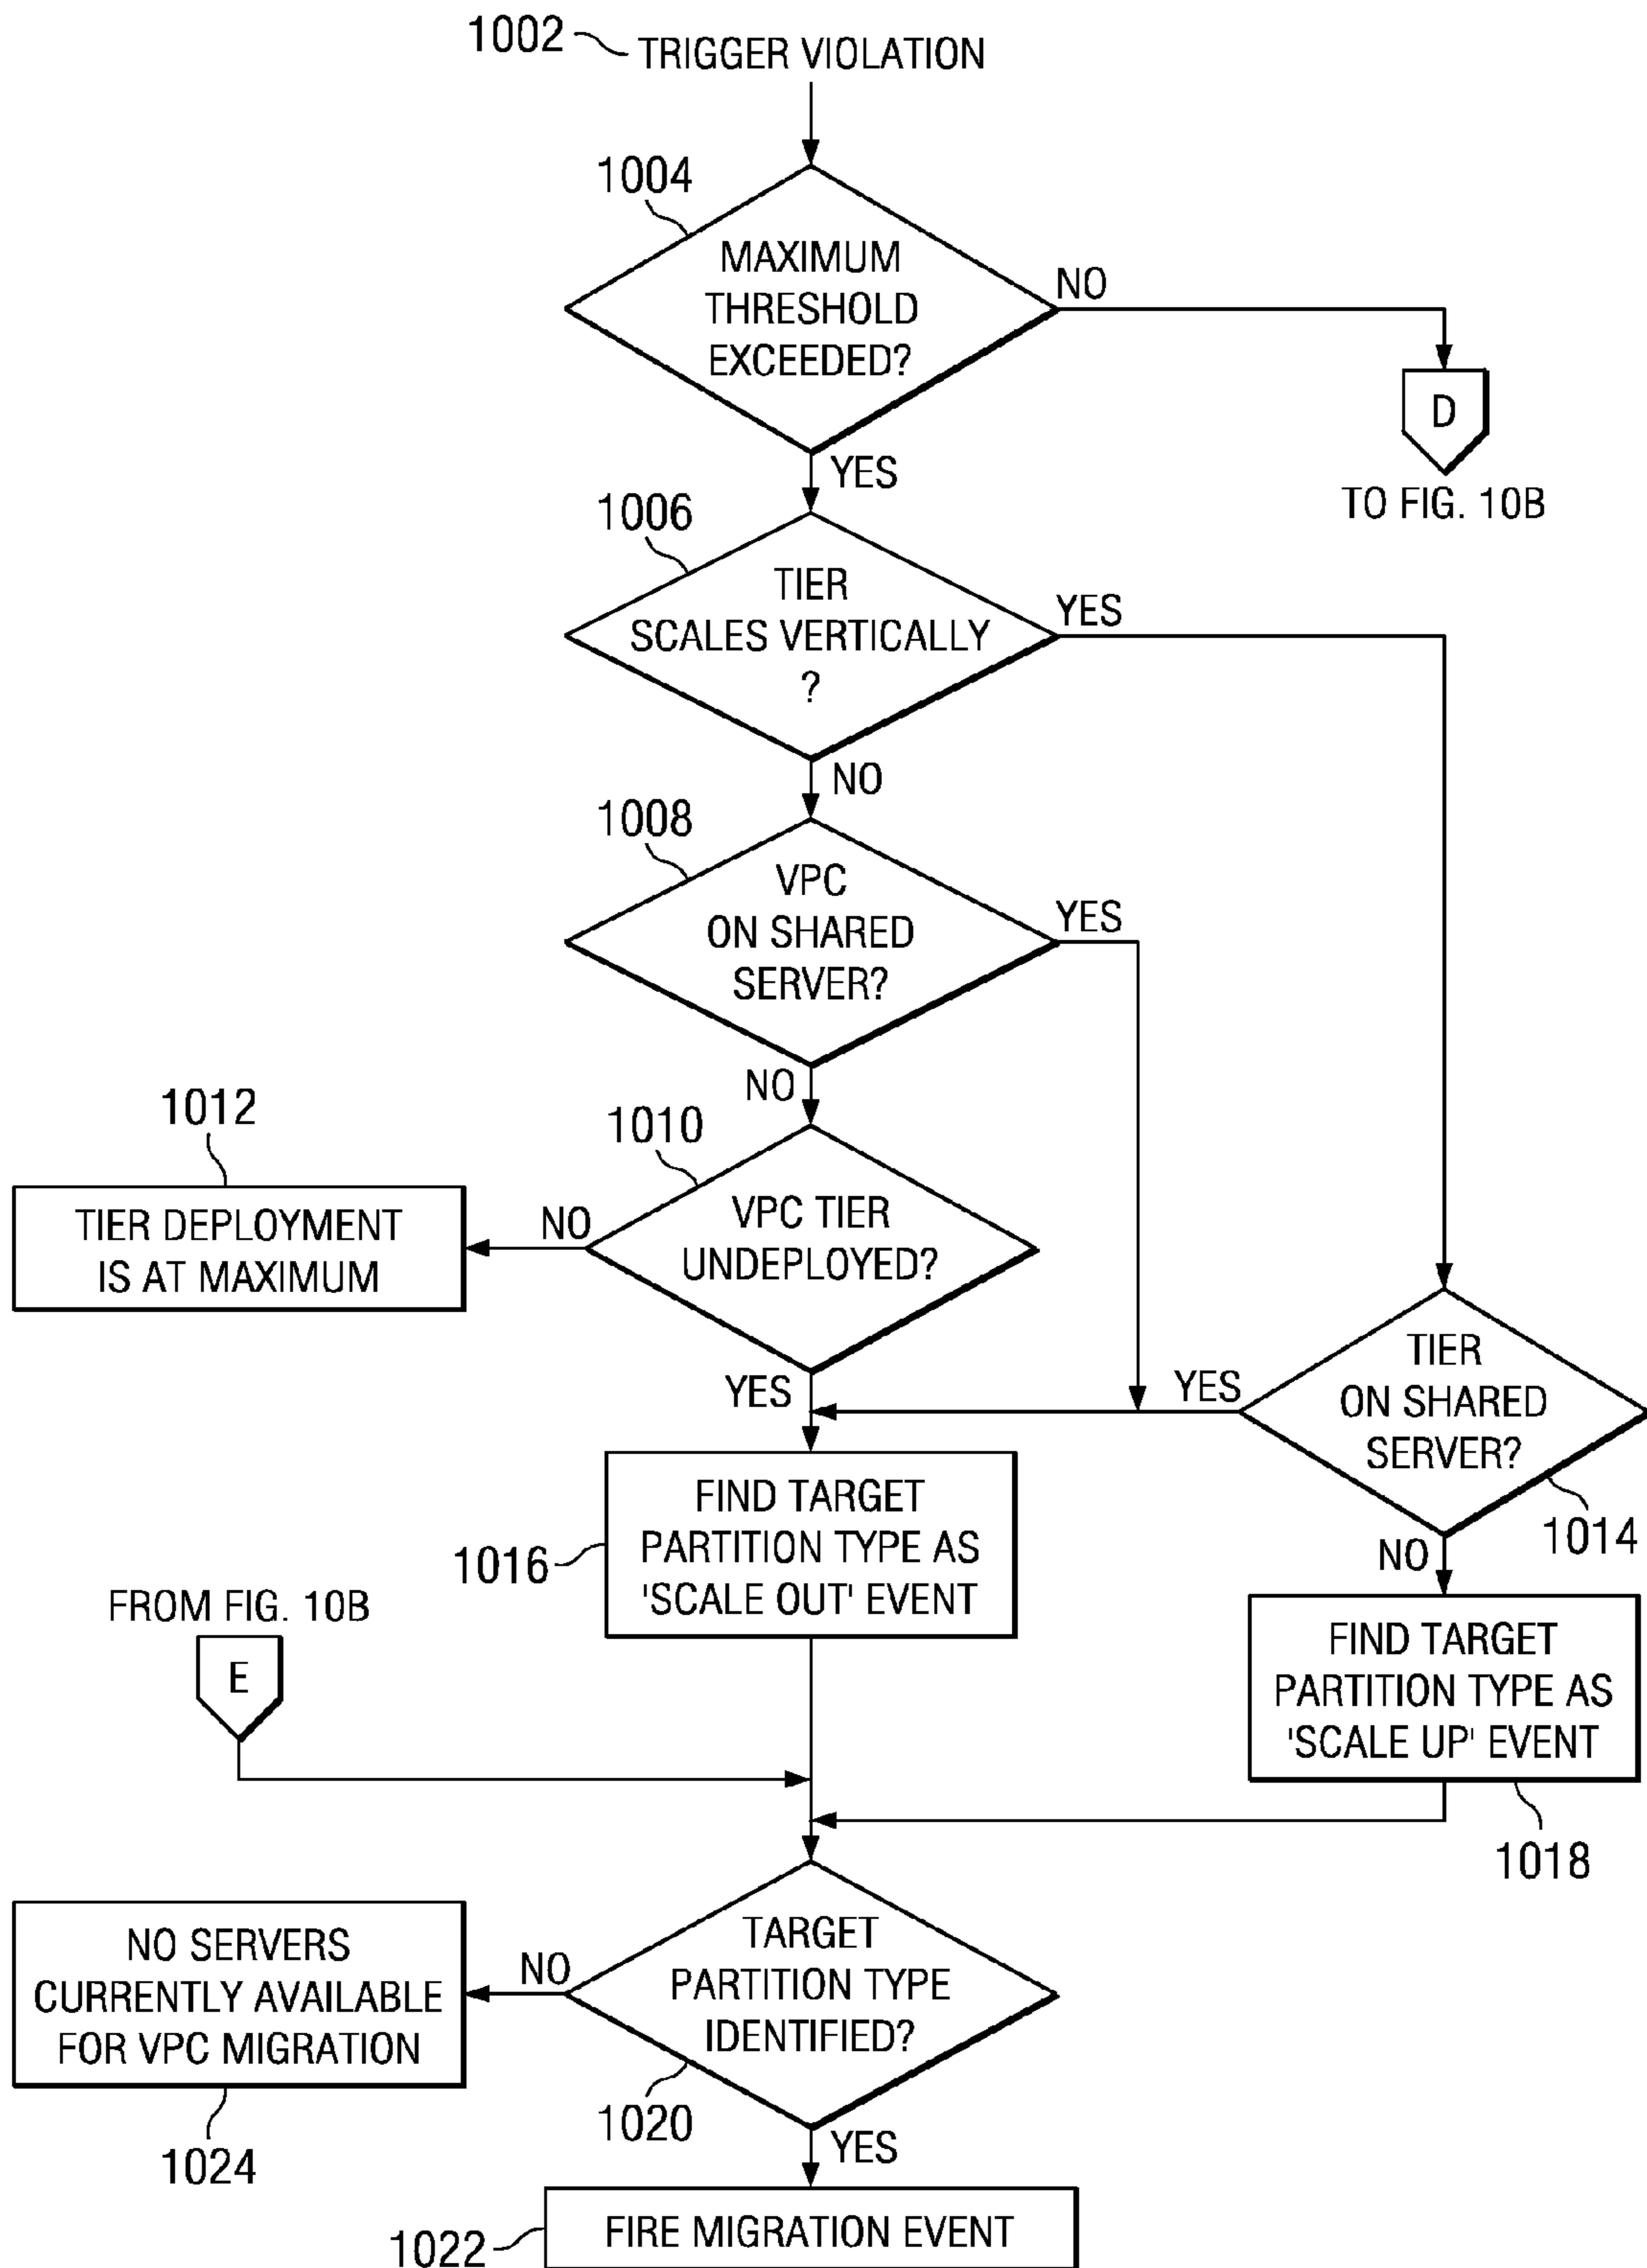 1002
TRIGGER VIOLATION
1004
MAXIMUM
THRESHOLD
EXCEEDED?
NO
D
TO FIG. 10B
YES
1006
TIER
SCALES VERTICALLY
?
YES
NO
1008
VPC
ON SHARED
SERVER?
YES
NO
1010
VPC TIER
UNDEPLOYED?
NO
1012
TIER DEPLOYMENT
IS AT MAXIMUM
YES
TIER
ON SHARED
SERVER?
YES
1014
NO
FIND TARGET
PARTITION TYPE AS
'SCALE OUT' EVENT
1016
FIND TARGET
PARTITION TYPE AS
'SCALE UP' EVENT
1018
FROM FIG. 10B
E
TARGET
PARTITION TYPE
IDENTIFIED?
1020
NO
NO SERVERS
CURRENTLY AVAILABLE
FOR VPC MIGRATION
1024
YES
FIRE MIGRATION EVENT
1022